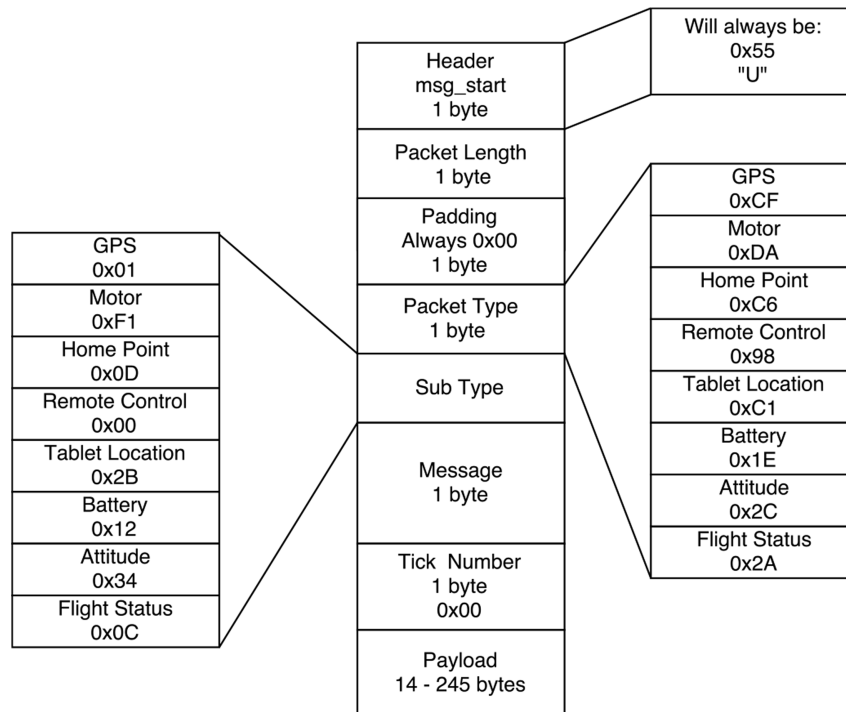 Header
msg_start
1 byte
Will always be:
0x55
"U"
Packet Length
1 byte
Padding
Always 0x00
1 byte
Packet Type
1 byte
Sub Type
Message
1 byte
Tick Number
1 byte
0x00
Payload
14 - 245 bytes
GPS
0x01
Motor
0xF1
Home Point
0x0D
Remote Control
0x00
Tablet Location
0x2B
Battery
0x12
Attitude
0x34
Flight Status
0x0C
GPS
0xCF
Motor
0xDA
Home Point
0xC6
Remote Control
0x98
Tablet Location
0xC1
Battery
0x1E
Attitude
0x2C
Flight Status
0x2A